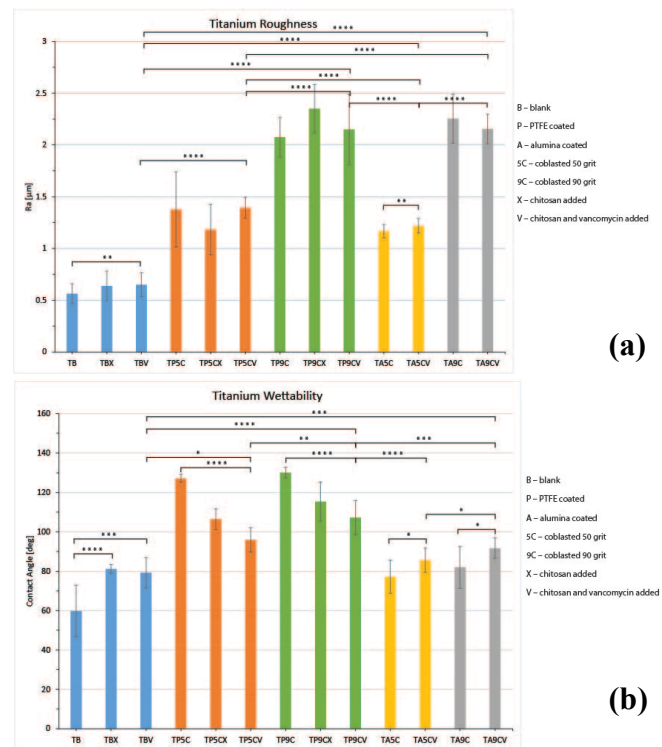 Titanium Roughness
****
****
****
****
****
****
****
****
****
**
**
Ra [µm]
3
2.5
2
1.5
1
0.5
0
TB TBX TBV TP5C TP5CX TP5CV TP9C TP9CX TP9CV TA5C TA5CV TA9C TA9CV
B – blank
P – PTFE coated
A – alumina coated
5C – coblasted 50 grit
9C – coblasted 90 grit
X – chitosan added
V – chitosan and vancomycin added
(a)
Titanium Wettability
***
****
**
***
*
****
****
****
*
***
*
*
****
Contact Angle [deg]
160
140
120
100
80
60
40
20
0
TB TBX TBV TP5C TP5CX TP5CV TP9C TP9CX TP9CV TA5C TA5CV TA9C TA9CV
B – blank
P – PTFE coated
A – alumina coated
5C – coblasted 50 grit
9C – coblasted 90 grit
X – chitosan added
V – chitosan and vancomycin added
(b)